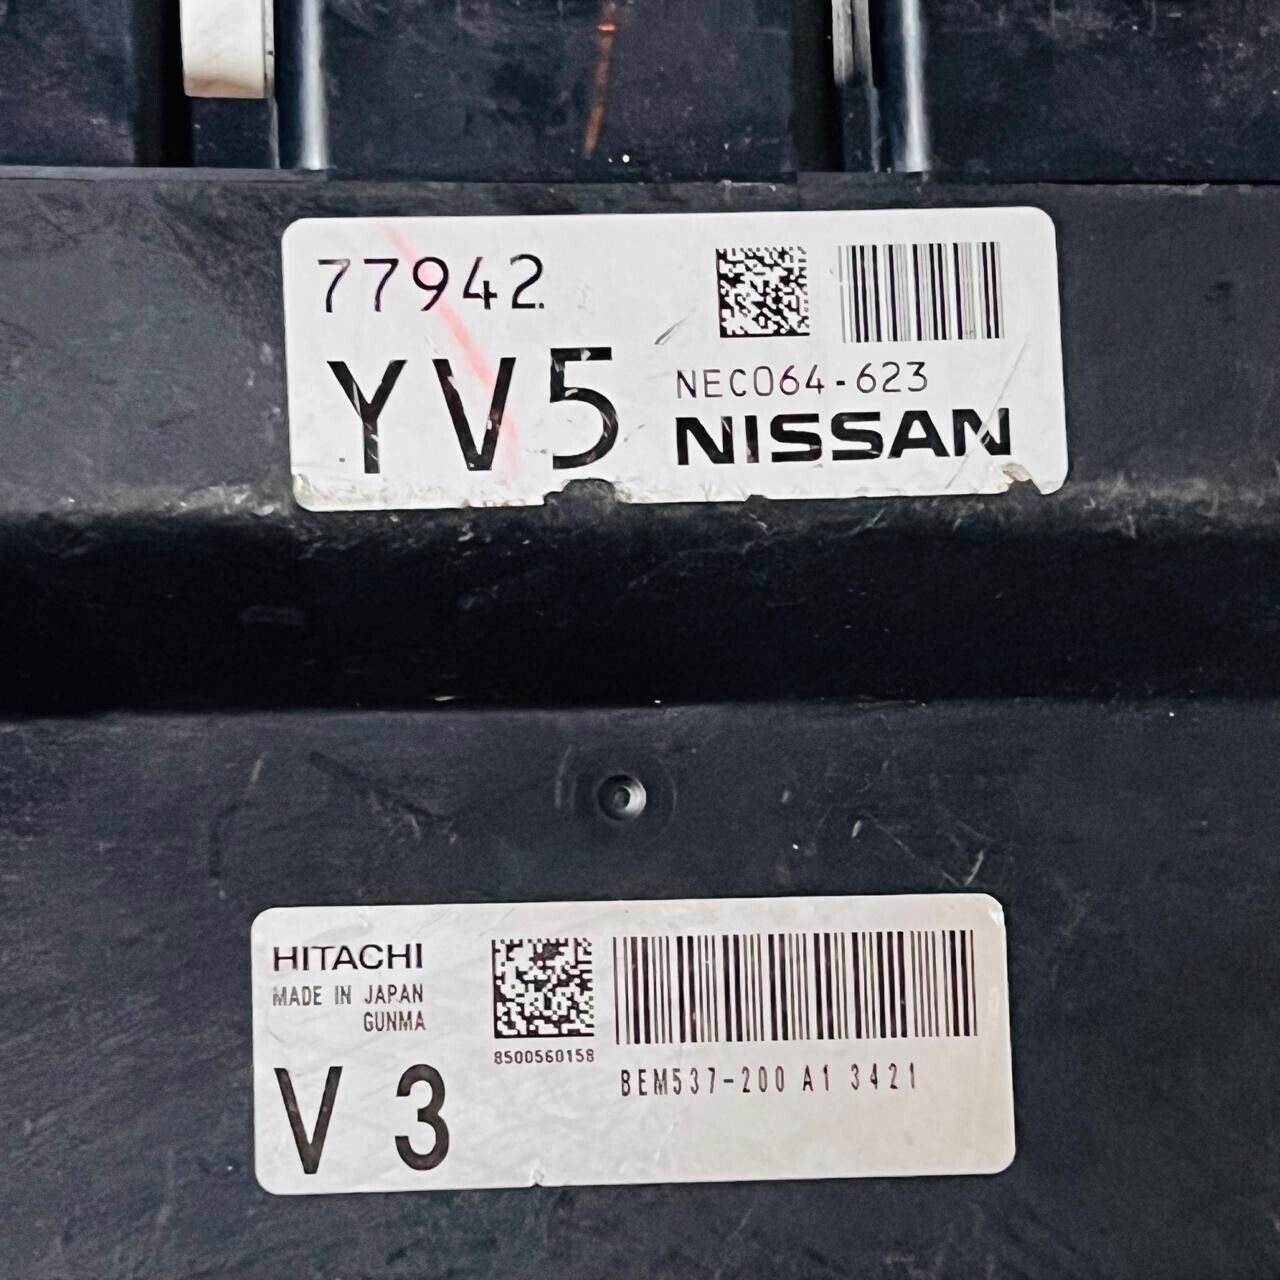 77942
YV5
NEC064-623
NISSAN
HITACHI
MADE IN JAPAN
GUNMA
8500560158
V 3
BEM537-200 A1 3421